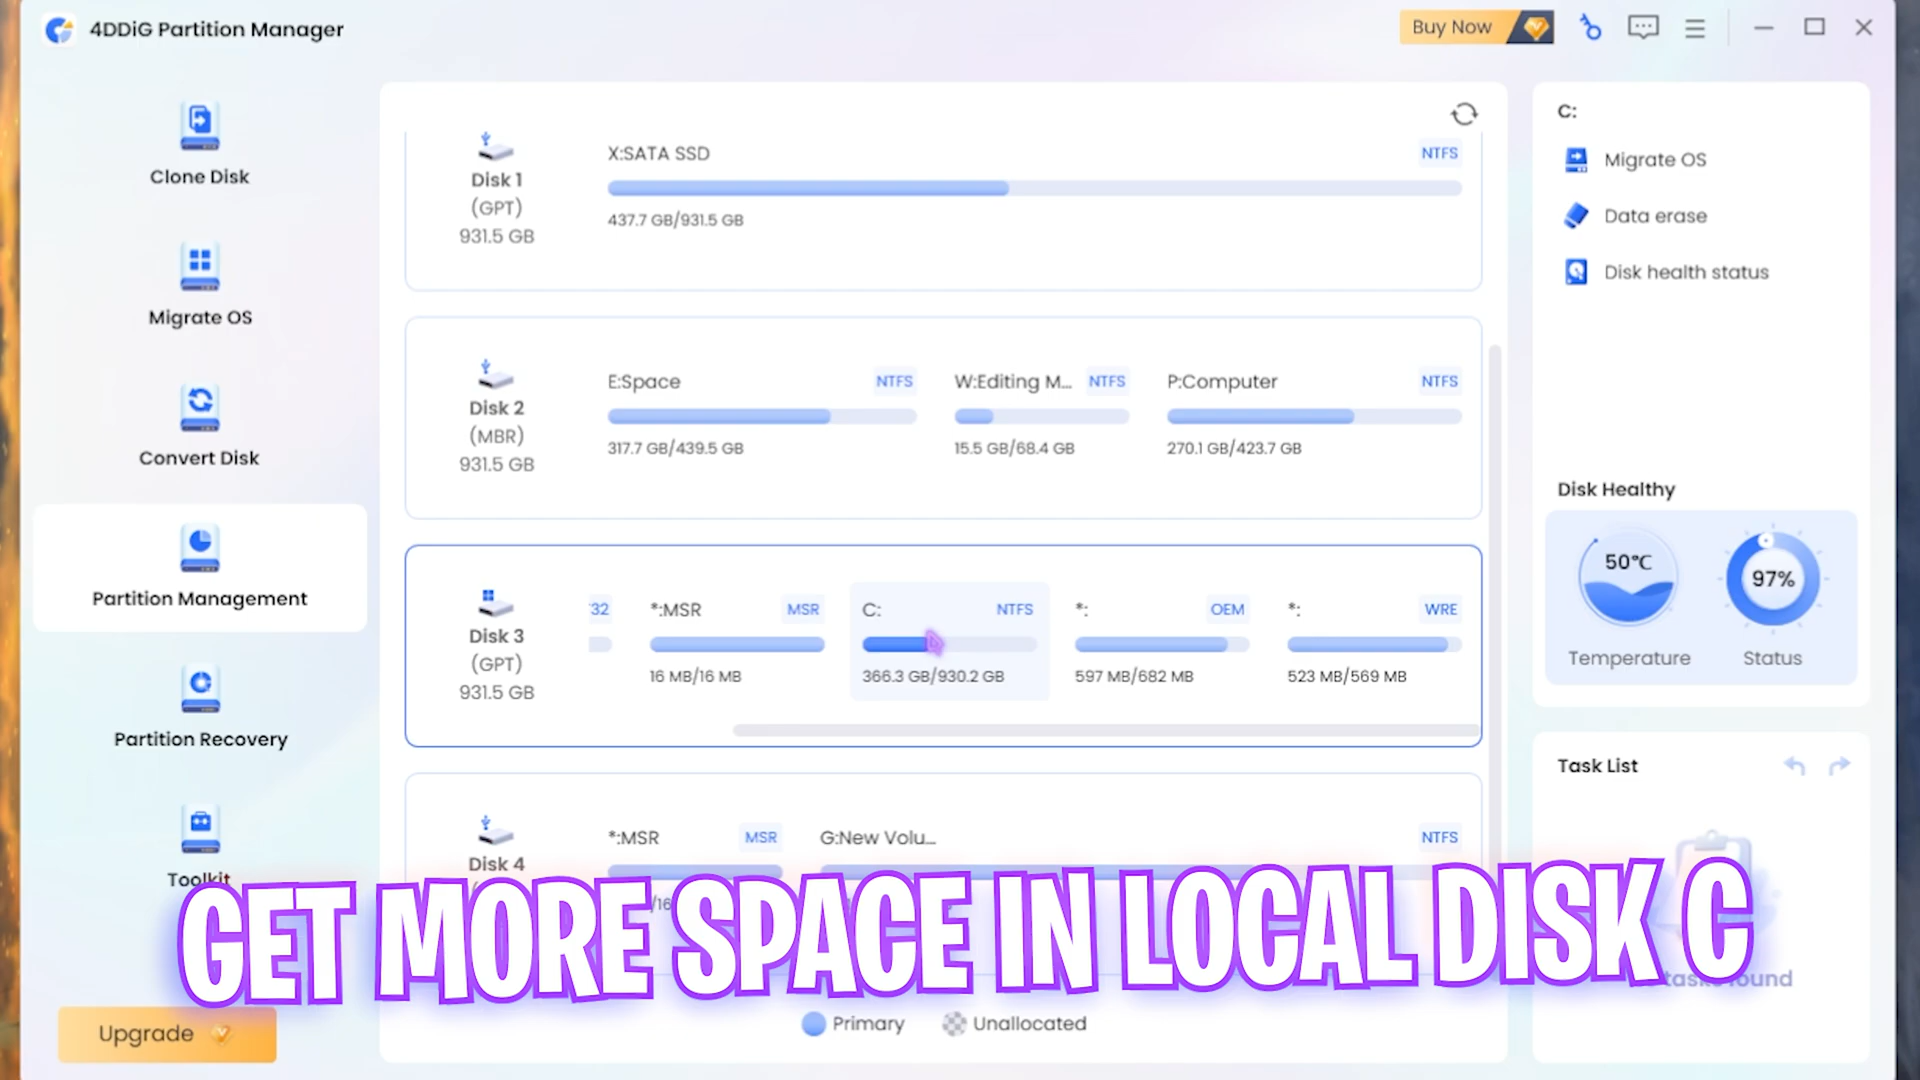 4DDiG Partition Manager
Buy Now
Clone Disk
Migrate OS
Convert Disk
Partition Management
Partition Recovery
Toolkit
Upgrade
Disk 1
(GPT)
931.5 GB
X:SATA SSD
NTFS
437.7 GB/931.5 GB
Disk 2
(MBR)
931.5 GB
E:Space
NTFS
317.7 GB/439.5 GB
W:Editing M...
NTFS
15.5 GB/68.4 GB
P:Computer
NTFS
270.1 GB/423.7 GB
Disk 3
(GPT)
931.5 GB
32
*:MSR
MSR
16 MB/16 MB
C:
NTFS
366.3 GB/930.2 GB
*:
OEM
597 MB/682 MB
*:
WRE
523 MB/569 MB
Disk 4
*:MSR
MSR
G:New Volu...
NTFS
Primary
Unallocated
C:
Migrate OS
Data erase
Disk health status
Disk Healthy
50°C
Temperature
97%
Status
Task List
GET MORE SPACE IN LOCAL DISK C